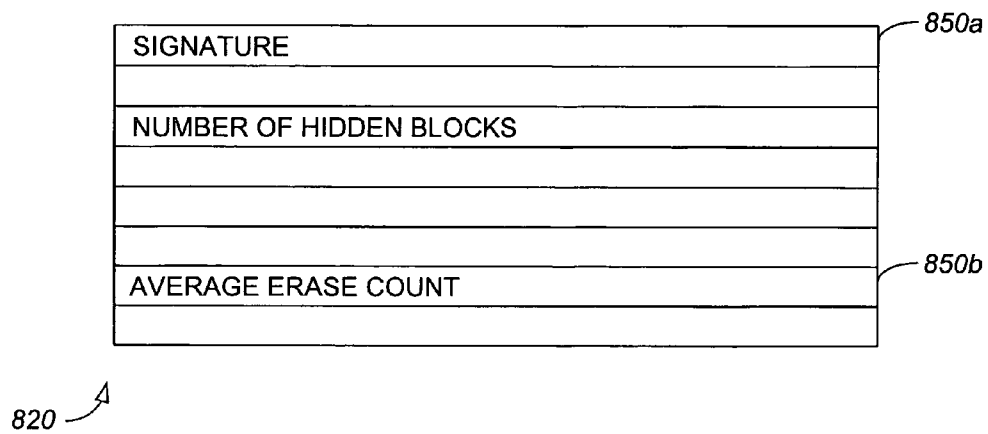 850a
SIGNATURE
NUMBER OF HIDDEN BLOCKS
850b
AVERAGE ERASE COUNT
820